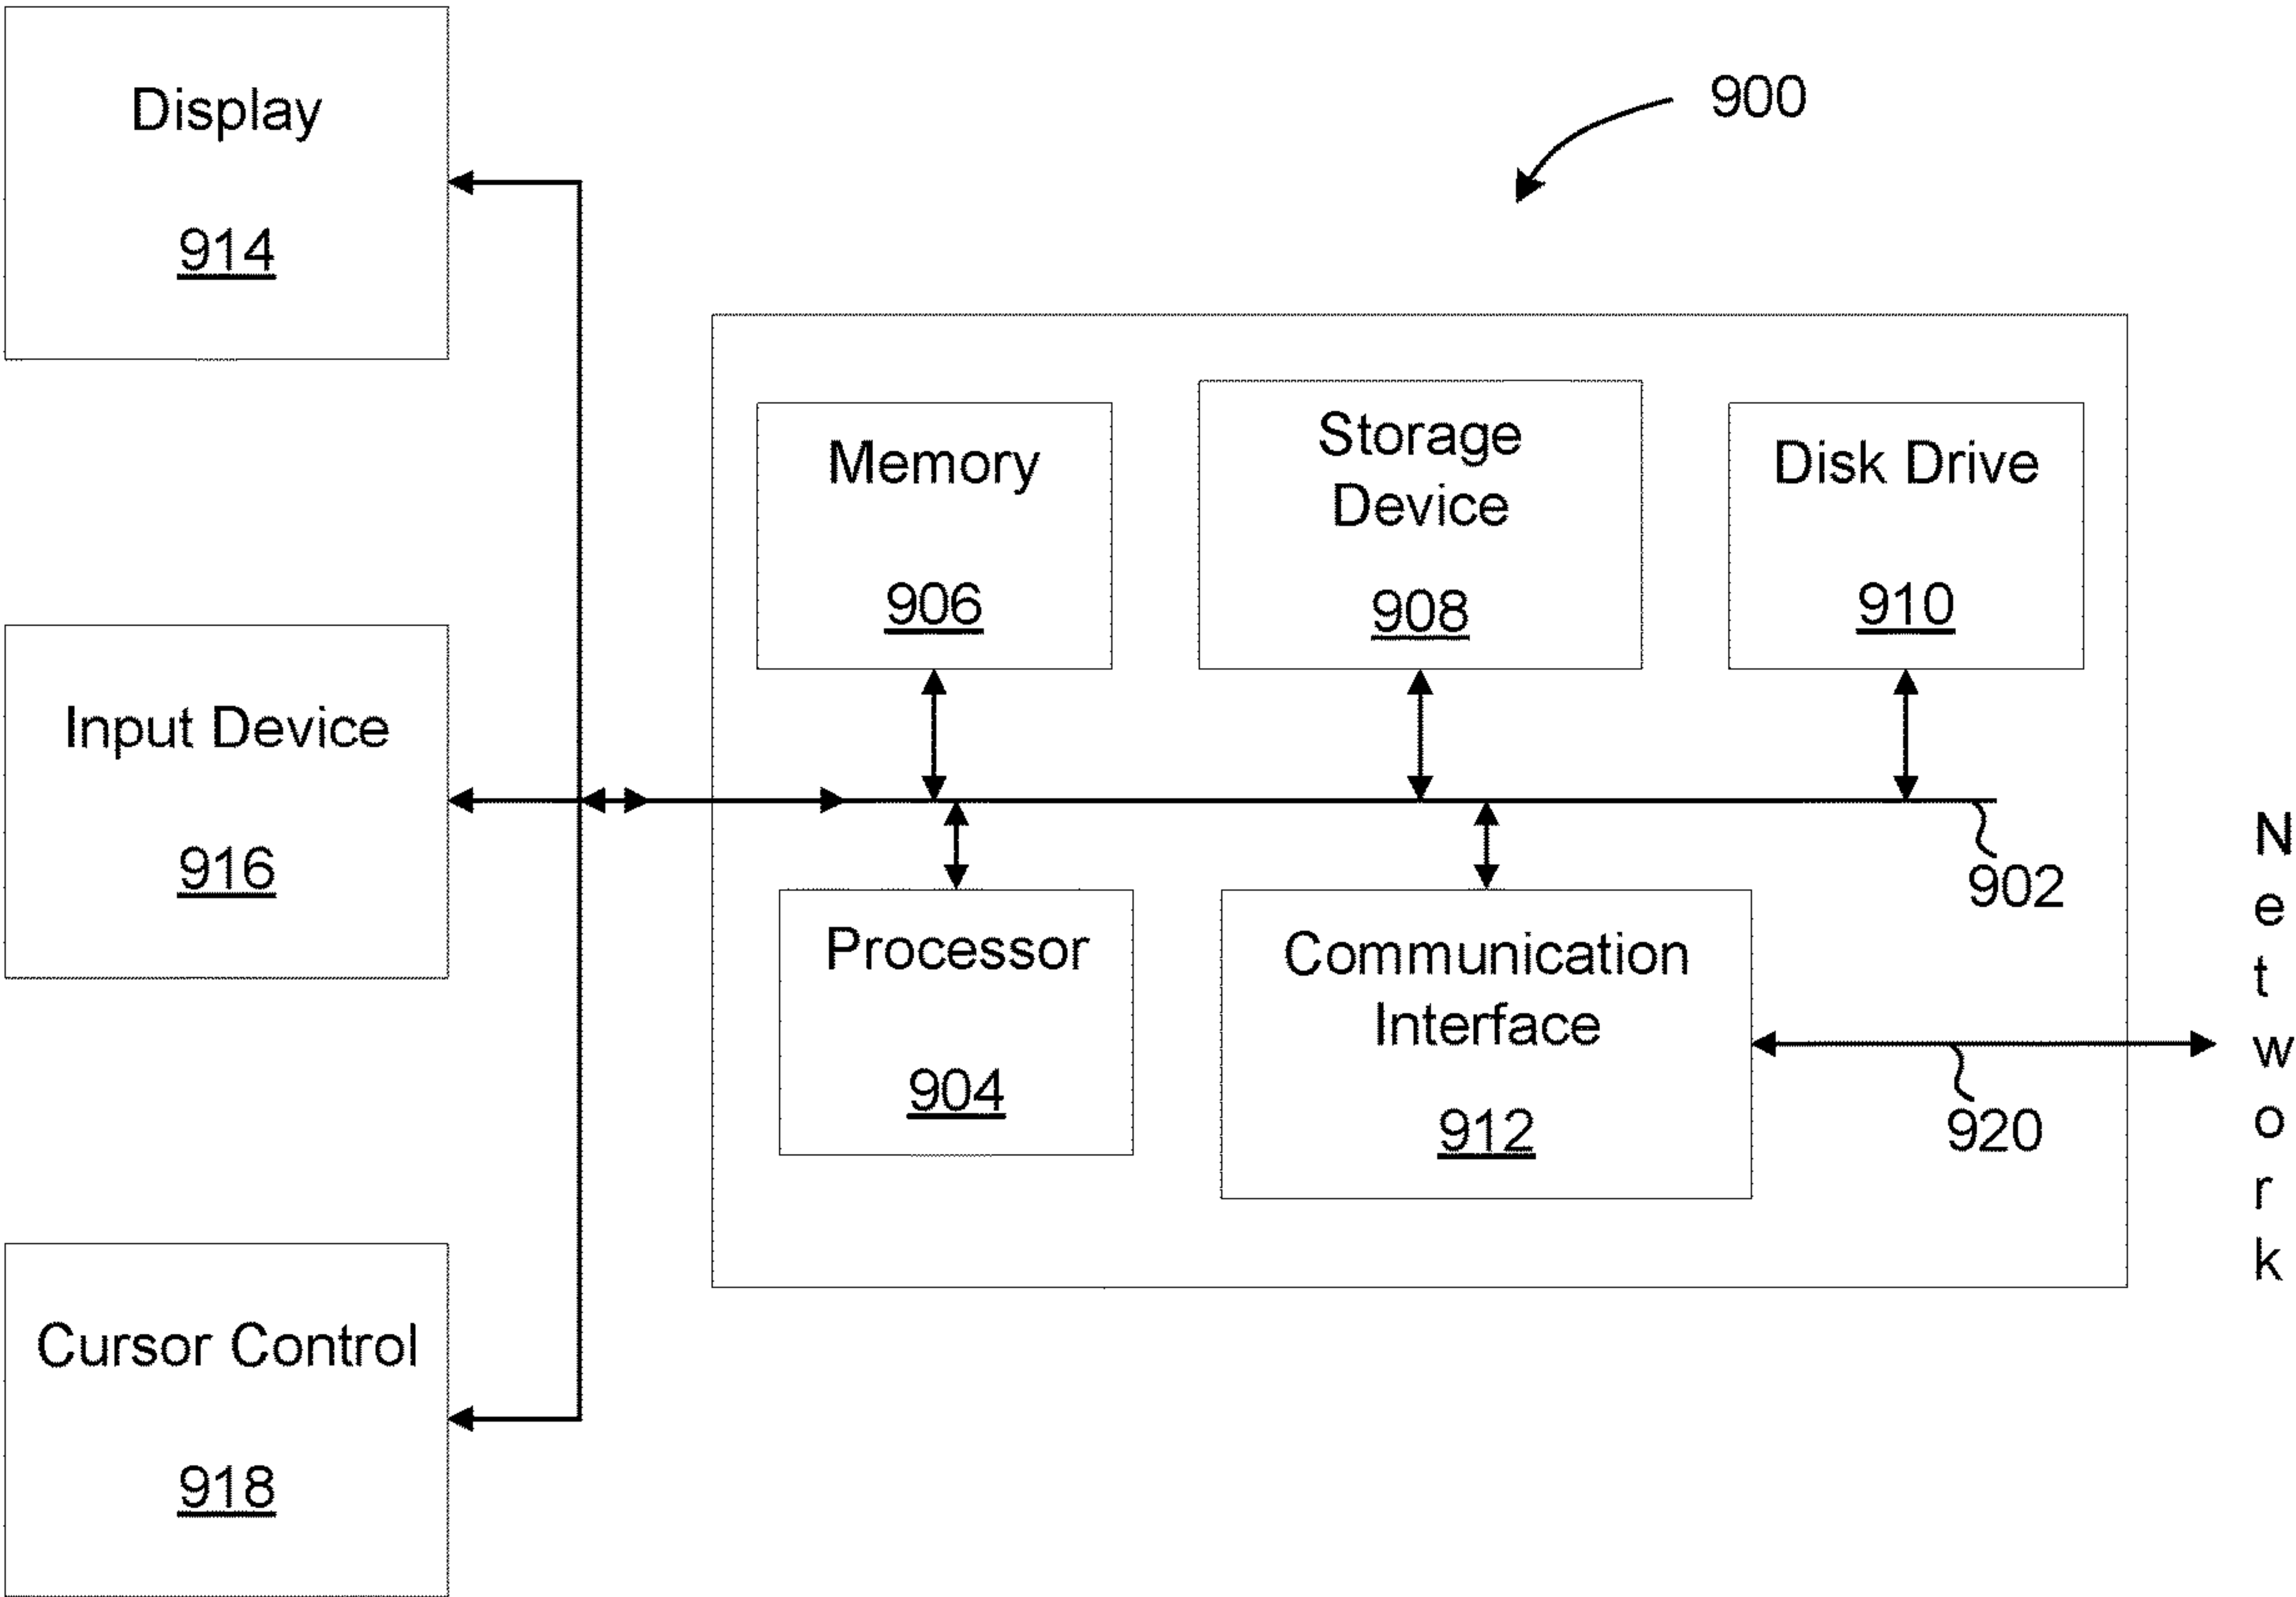 Display
914
900
Memory
906
Storage
Device
908
Disk Drive
910
Input Device
916
902
Processor
904
Communication
Interface
912
920
Network
Cursor Control
918